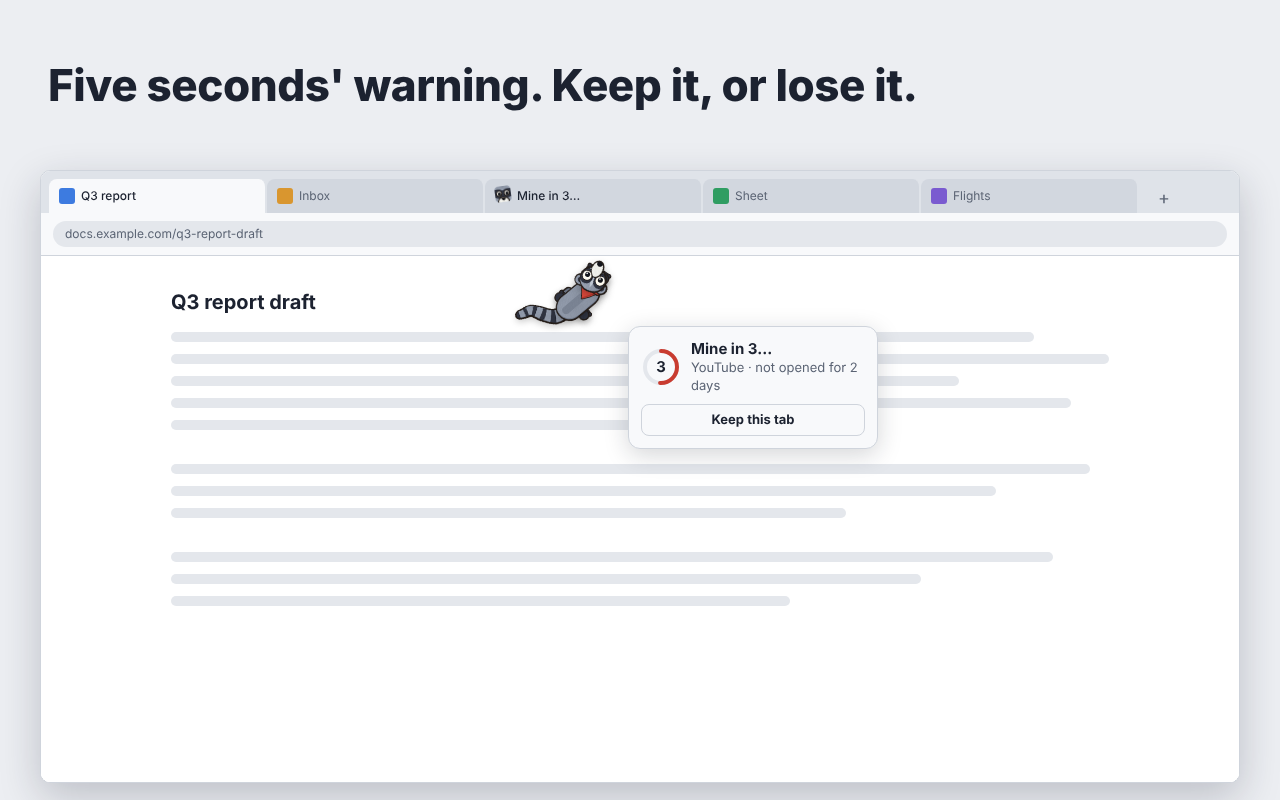 Five seconds' warning. Keep it, or lose it.
Q3 report
Inbox
Mine in 3...
Sheet
Flights
+
docs.example.com/q3-report-draft
Q3 report draft
3
Mine in 3...
YouTube · not opened for 2
days
Keep this tab